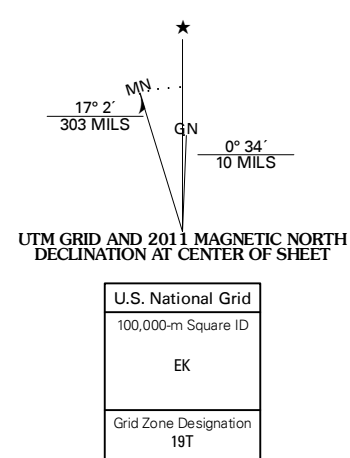 ★
MN
17° 2´
303 MILS
GN
0° 34´
10 MILS
UTM GRID AND 2011 MAGNETIC NORTH
DECLINATION AT CENTER OF SHEET
U.S. National Grid
100,000-m Square ID
EK
Grid Zone Designation
19T